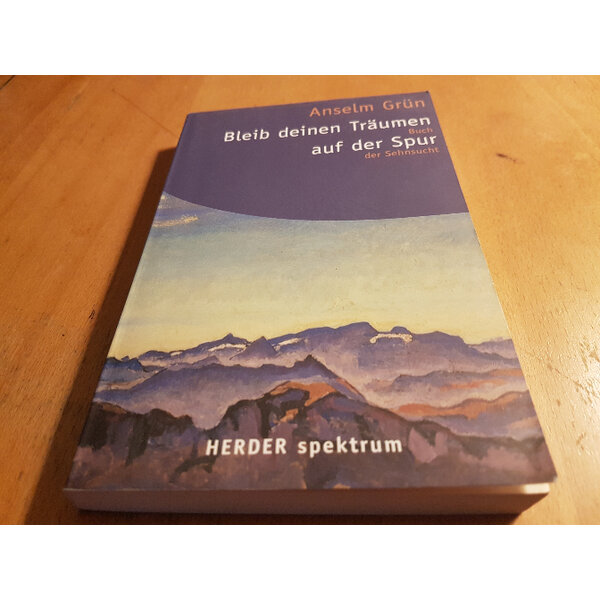 Anselm Grün
Bleib deinen Träumen
Buch
auf der Spur
der Sehnsucht
HERDER spektrum